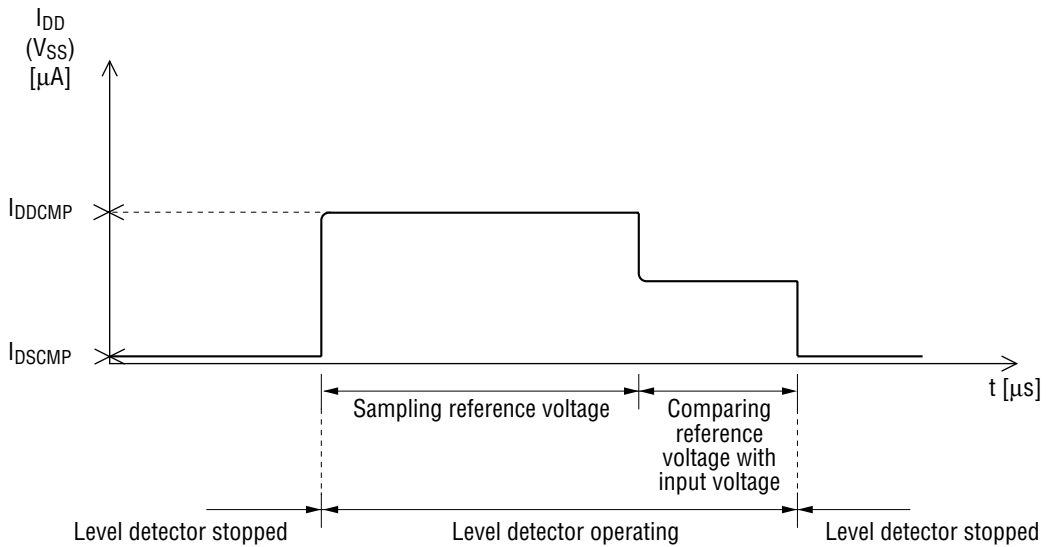 IDD
(VSS)
[μA]
IDDCMP
IDSCMP
t [μs]
Sampling reference voltage
Comparing
reference
voltage with
input voltage
Level detector stopped
Level detector operating
Level detector stopped